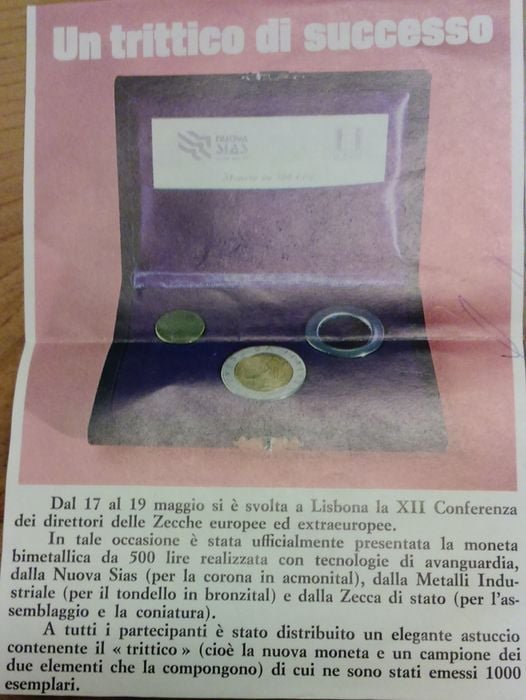 Un trittico di successo
NUOVA
SIAS
Moneta da 500 Lire
Dal 17 al 19 maggio si è svolta a Lisbona la XII Conferenza
dei direttori delle Zecche europee ed extraeuropee.
In tale occasione è stata ufficialmente presentata la moneta
bimetallica da 500 lire realizzata con tecnologie di avanguardia,
dalla Nuova Sias (per la corona in acmonital), dalla Metalli Indu-
striale (per il tondello in bronzital) e dalla Zecca di stato (per l'as-
semblaggio e la coniatura).
A tutti i partecipanti è stato distribuito un elegante astuccio
contenente il « trittico » (cioè la nuova moneta e un campione dei
due elementi che la compongono) di cui ne sono stati emessi 1000
esemplari.